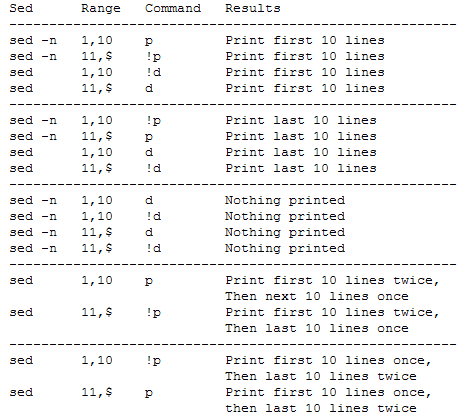 Sed      Range   Command   Results
--------------------------------------------------------
sed -n   1,10    p         Print first 10 lines
sed -n   11,$    !p        Print first 10 lines
sed      1,10    !d        Print first 10 lines
sed      11,$    d         Print first 10 lines
--------------------------------------------------------
sed -n   1,10    !p        Print last 10 lines
sed -n   11,$    p         Print last 10 lines
sed      1,10    d         Print last 10 lines
sed      11,$    !d        Print last 10 lines
--------------------------------------------------------
sed -n   1,10    d         Nothing printed
sed -n   1,10    !d        Nothing printed
sed -n   11,$    d         Nothing printed
sed -n   11,$    !d        Nothing printed
--------------------------------------------------------
sed      1,10    p         Print first 10 lines twice,
                           Then next 10 lines once
sed      11,$    !p        Print first 10 lines twice,
                           Then last 10 lines once
--------------------------------------------------------
sed      1,10    !p        Print first 10 lines once,
                           Then last 10 lines twice
sed      11,$    p         Print first 10 lines once,
                           then last 10 lines twice